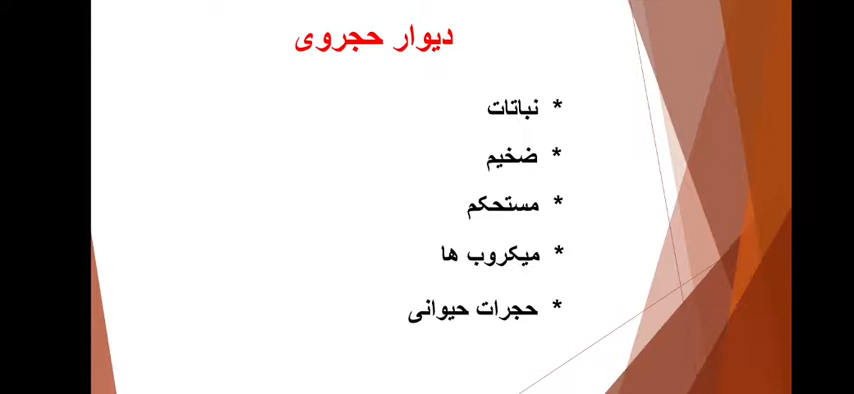 دیوار حجروی
* نباتات
* ضخیم
* مستحکم
* میکروب ها
* حجرات حیوانی